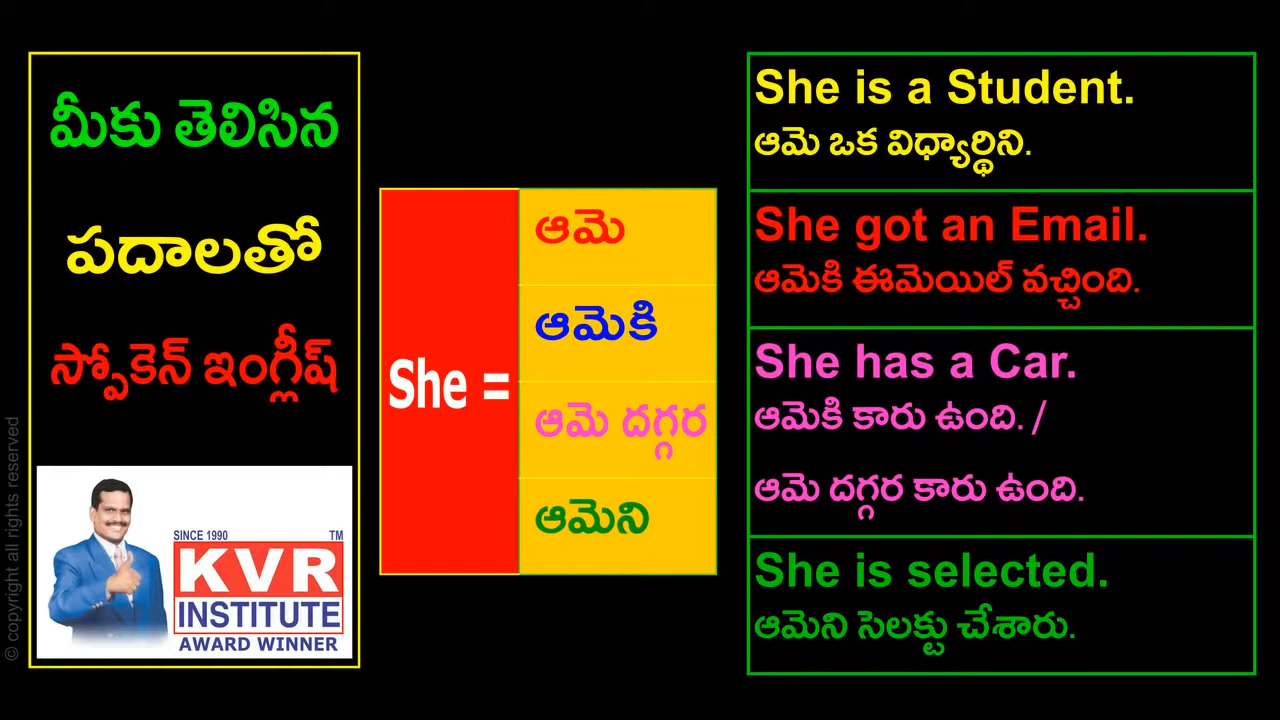 మీకు తెలిసిన
పదాలతో
స్పోకెన్ ఇంగ్లీష్
SINCE 1990 TM
KVR
INSTITUTE
AWARD WINNER
© copyright all rights reserved
She =
ఆమె
ఆమెకి
ఆమె దగ్గర
ఆమెని
She is a Student.
ఆమె ఒక విధ్యార్థిని.
She got an Email.
ఆమెకి ఈమెయిల్ వచ్చింది.
She has a Car.
ఆమెకి కారు ఉంది. /
ఆమె దగ్గర కారు ఉంది.
She is selected.
ఆమెని సెలక్టు చేశారు.